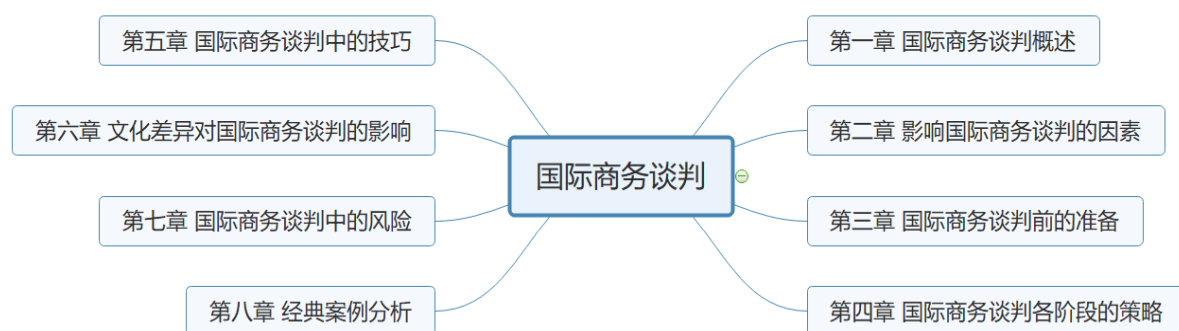 国际商务谈判
第一章 国际商务谈判概述
第二章 影响国际商务谈判的因素
第三章 国际商务谈判前的准备
第四章 国际商务谈判各阶段的策略
第五章 国际商务谈判中的技巧
第六章 文化差异对国际商务谈判的影响
第七章 国际商务谈判中的风险
第八章 经典案例分析